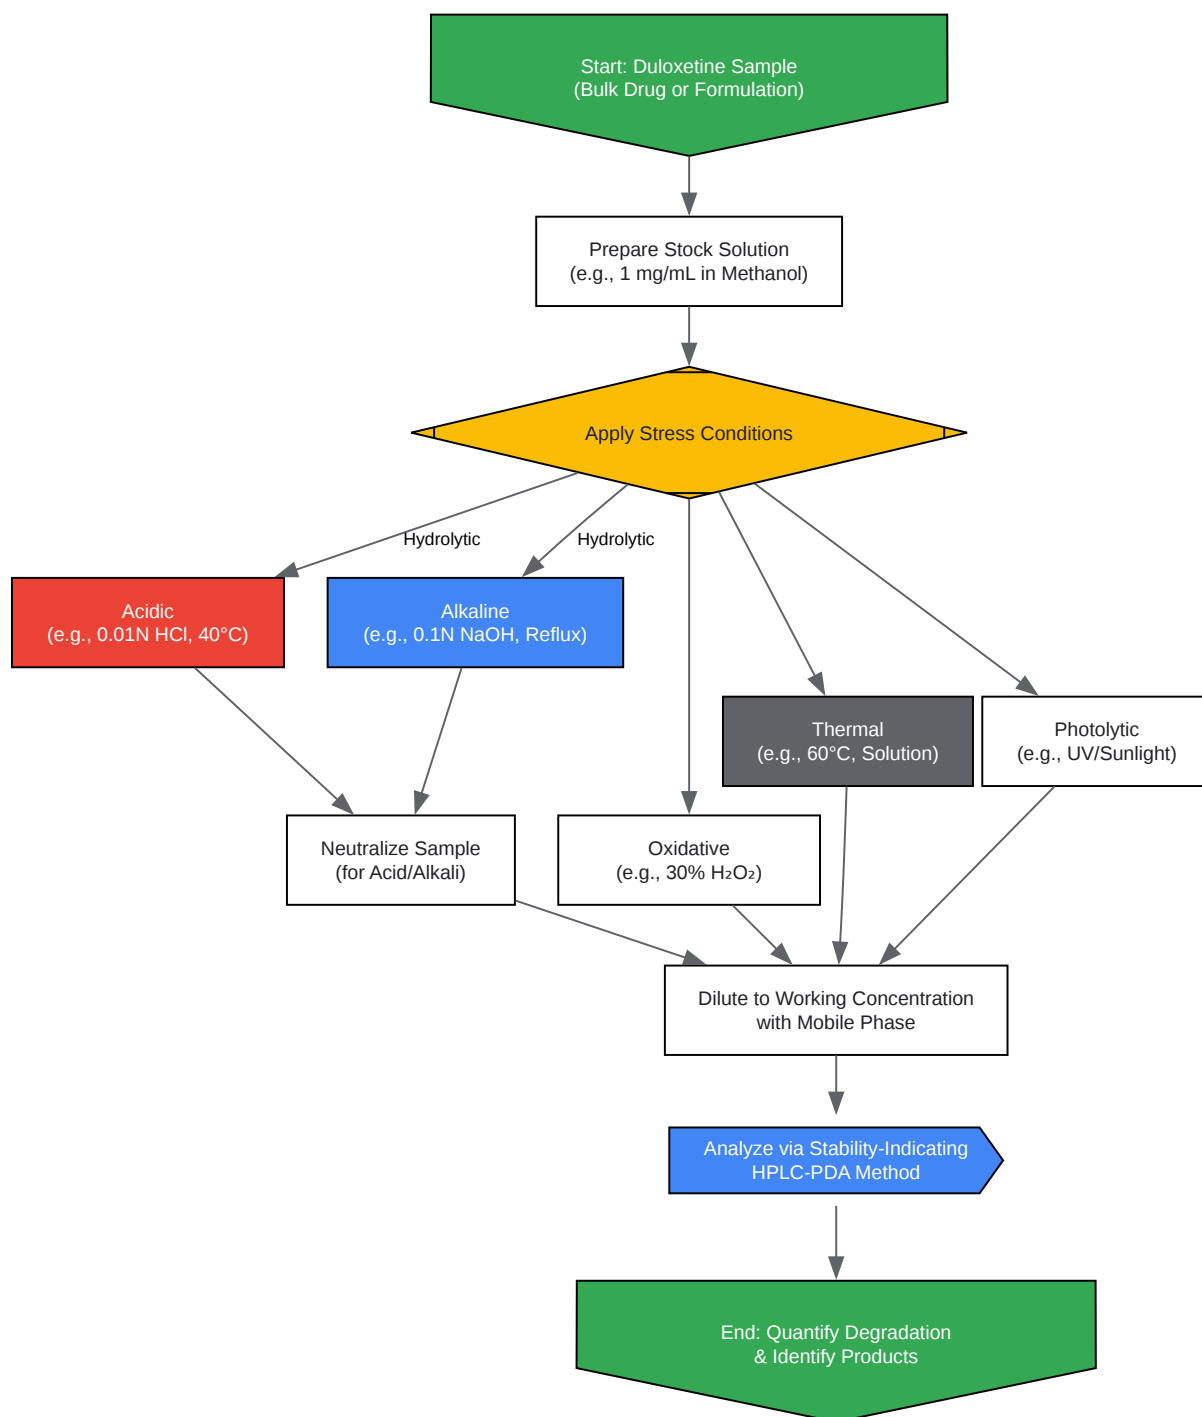 Start: Duloxetine Sample
(Bulk Drug or Formulation)
Prepare Stock Solution
(e.g., 1 mg/mL in Methanol)
Apply Stress Conditions
Hydrolytic
Hydrolytic
Acidic
(e.g., 0.01N HCl, 40°C)
Alkaline
(e.g., 0.1N NaOH, Reflux)
Thermal
(e.g., 60°C, Solution)
Photolytic
(e.g., UV/Sunlight)
Neutralize Sample
(for Acid/Alkali)
Oxidative
(e.g., 30% H₂O₂)
Dilute to Working Concentration
with Mobile Phase
Analyze via Stability-Indicating
HPLC-PDA Method
End: Quantify Degradation
& Identify Products